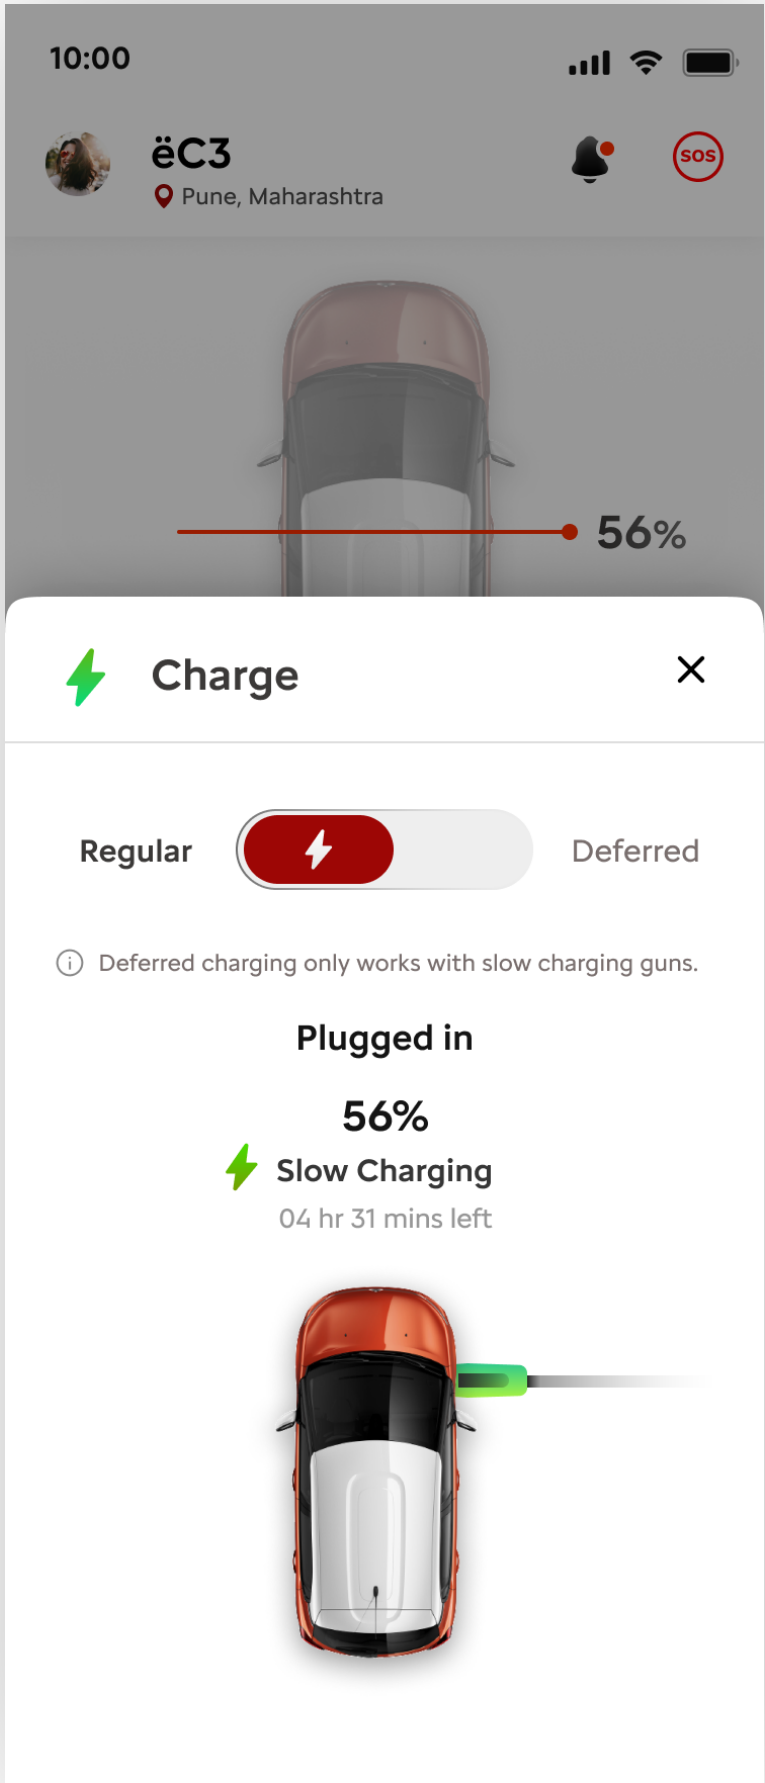 10:00
ëC3
SOS
Pune, Maharashtra
56%
Charge
Regular
Deferred
Deferred charging only works with slow charging guns.
Plugged in
56%
Slow Charging
04 hr 31 mins left